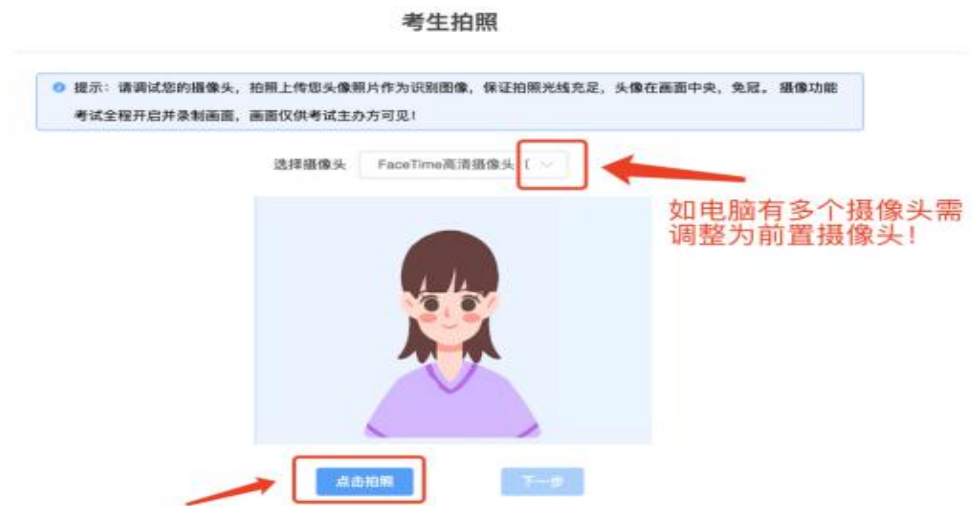 考生拍照
提示：请调试您的摄像头，拍照上传您头像照片作为识别图像，保证拍照光线充足，头像在画面中央，免冠。 摄像功能
考试全程开启并录制画面，画面仅供考试主办方可见！
选择摄像头 FaceTime高清摄像头（
如电脑有多个摄像头需
调整为前置摄像头！
点击拍照 下一步